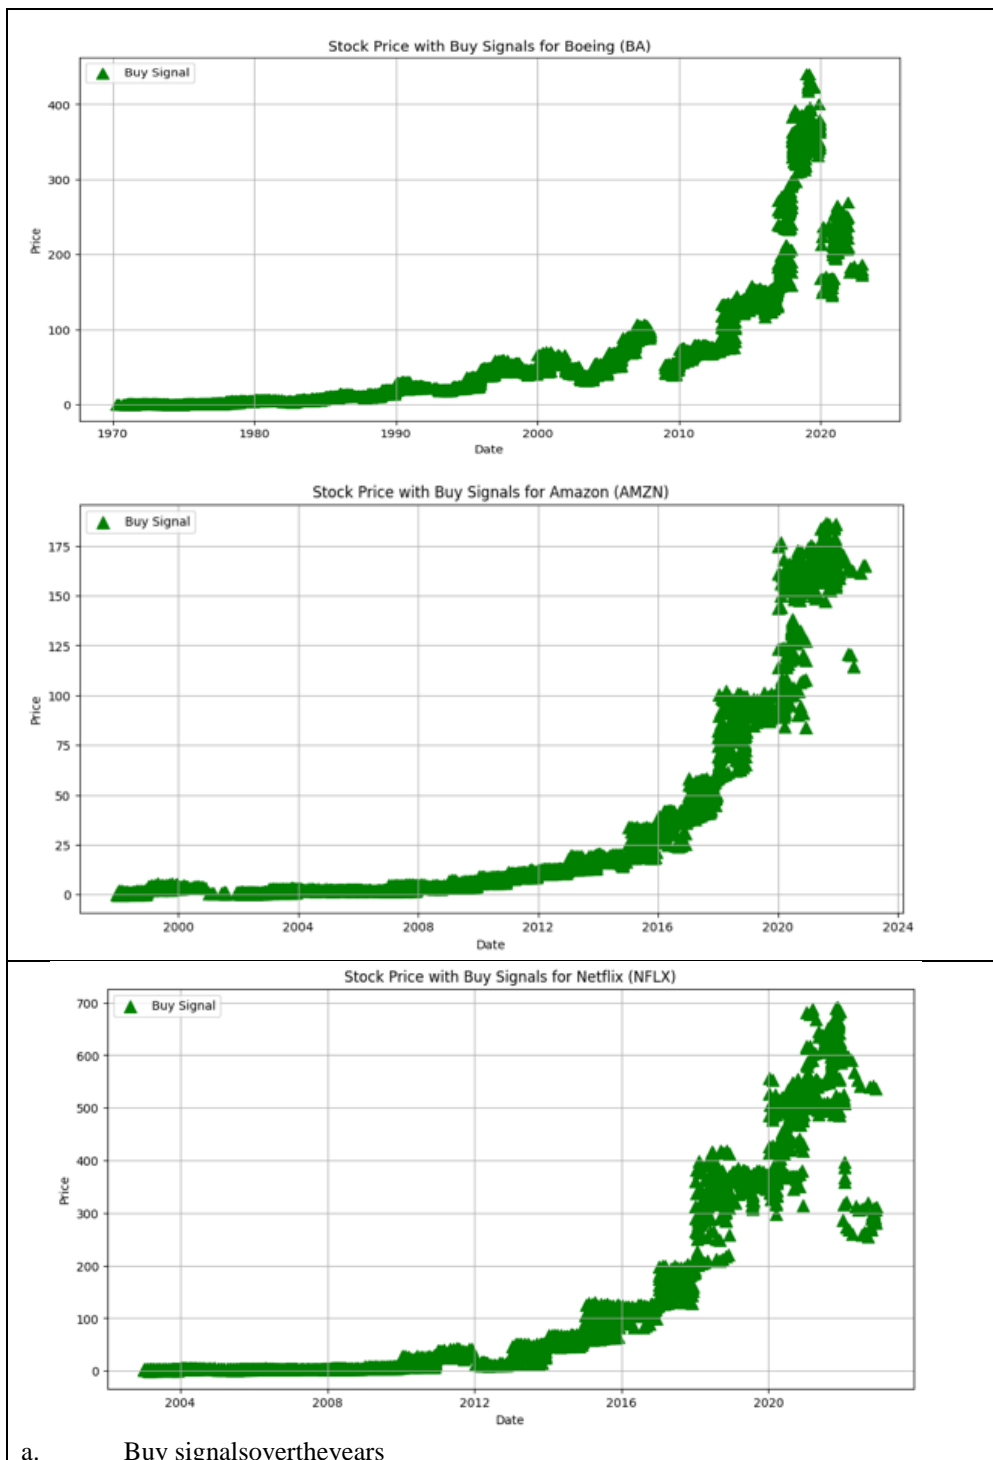 Stock Price with Buy Signals for Boeing (BA)
Buy Signal
400
300
200
100
0
Price
1970 1980 1990 2000 2010 2020
Date
Stock Price with Buy Signals for Amazon (AMZN)
Buy Signal
175
150
125
100
75
50
25
0
Price
2000 2004 2008 2012 2016 2020 2024
Date
Stock Price with Buy Signals for Netflix (NFLX)
Buy Signal
700
600
500
400
300
200
100
0
Price
2004 2008 2012 2016 2020
Date
a. Buy signalsovertheyears